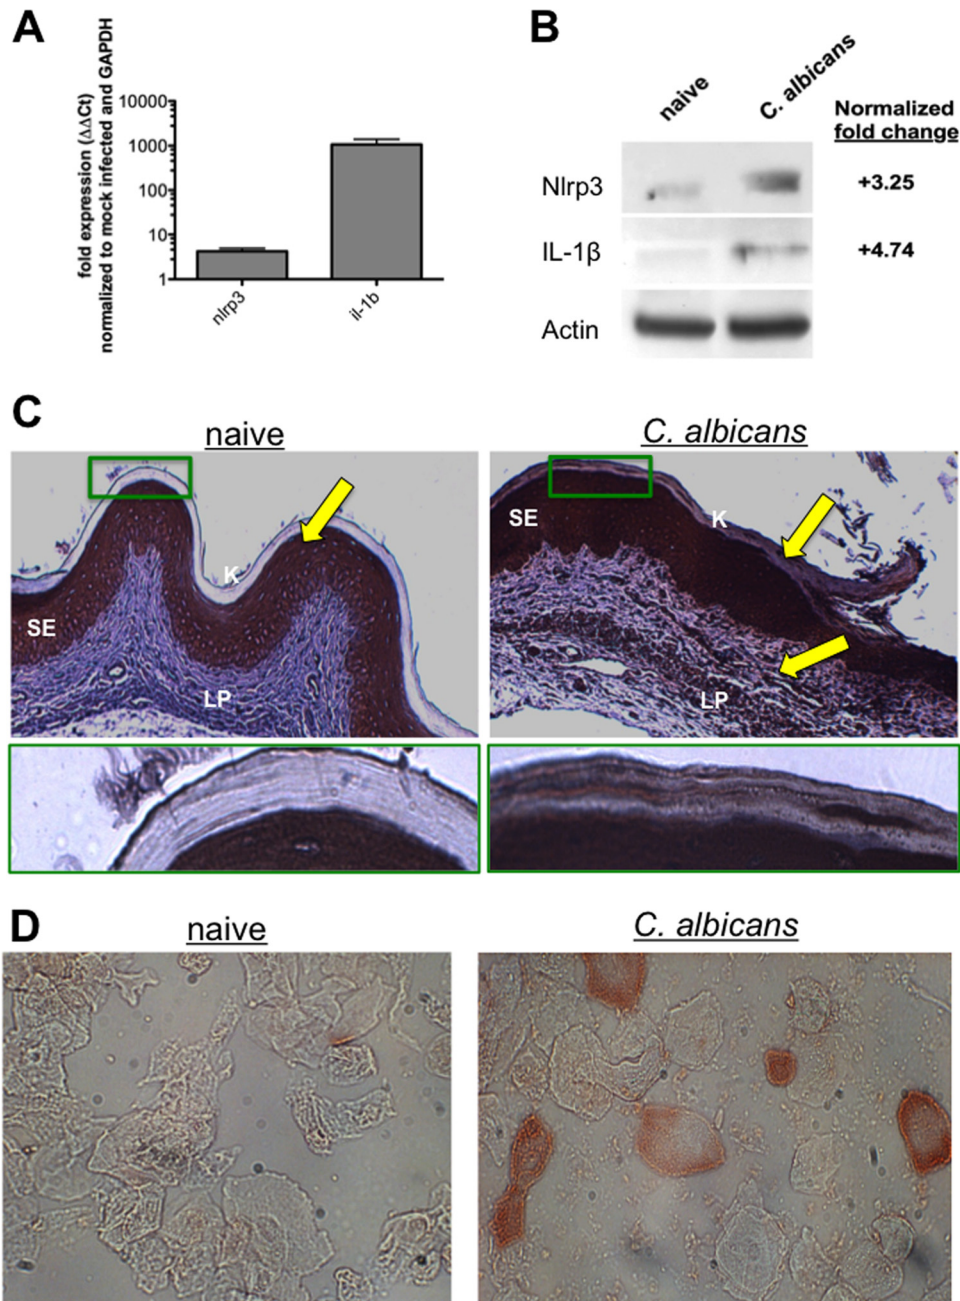 A
fold expression (ΔΔCt)
normalized to mock infected and GAPDH
10000
1000
100
10
1
nlrp3
il-1b
B
naive
C. albicans
Normalized
fold change
Nlrp3
+3.25
IL-1β
+4.74
Actin
C
naive
C. albicans
K
SE
LP
SE
K
LP
D
naive
C. albicans